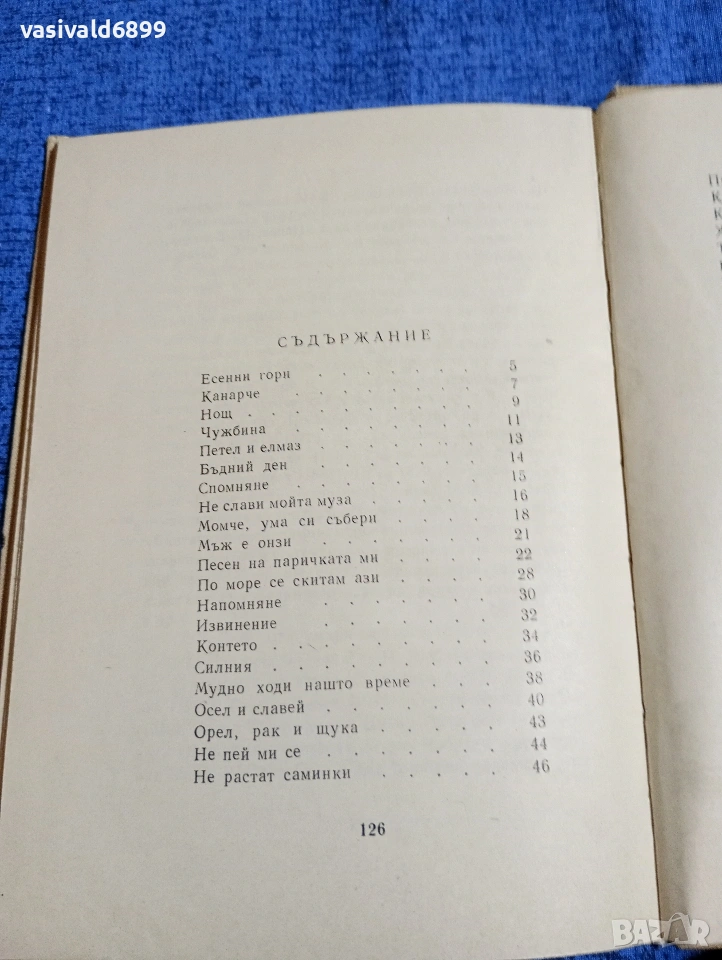 vasivald6899
СЪДЪРЖАНИЕ
Есенни гори . . . . . . . 5
Канарче . . . . . . . 7
Нощ . . . . . . . . 9
Чужбина . . . . . . . 11
Петел и елмаз . . . . . . 13
Бъдний ден . . . . . . . 14
Спомняне . . . . . . . 15
Не слави мойта муза . . . . . 16
Момче, ума си събери . . . . 18
Мъж е онзи . . . . . . . 21
Песен на паричката ми . . . . 22
По море се скитам ази . . . . 28
Напомняне . . . . . . . 30
Извинение . . . . . . . 32
Контето . . . . . . . . 34
Силния . . . . . . . . 36
Мудно ходи нашто време . . . 38
Осел и славей . . . . . . 40
Орел, рак и щука . . . . . 43
Не пей ми се . . . . . . 44
Не растат саминки . . . . . 46
126
BAZAR